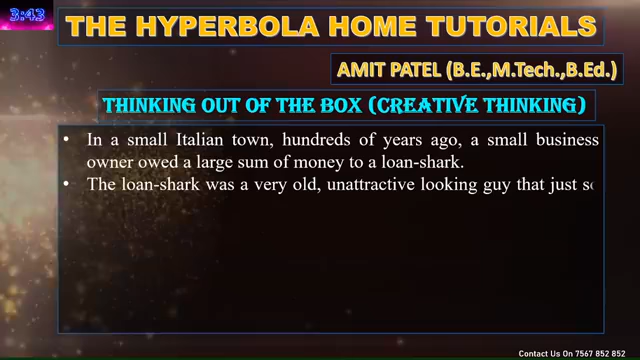 3:43
THE HYPERBOLA HOME TUTORIALS
AMIT PATEL (B.E.,M.Tech.,B.Ed.)
THINKING OUT OF THE BOX (CREATIVE THINKING)
• In a small Italian town, hundreds of years ago, a small business
owner owed a large sum of money to a loan-shark.
• The loan-shark was a very old, unattractive looking guy that just
Contact Us On 7567 852 852